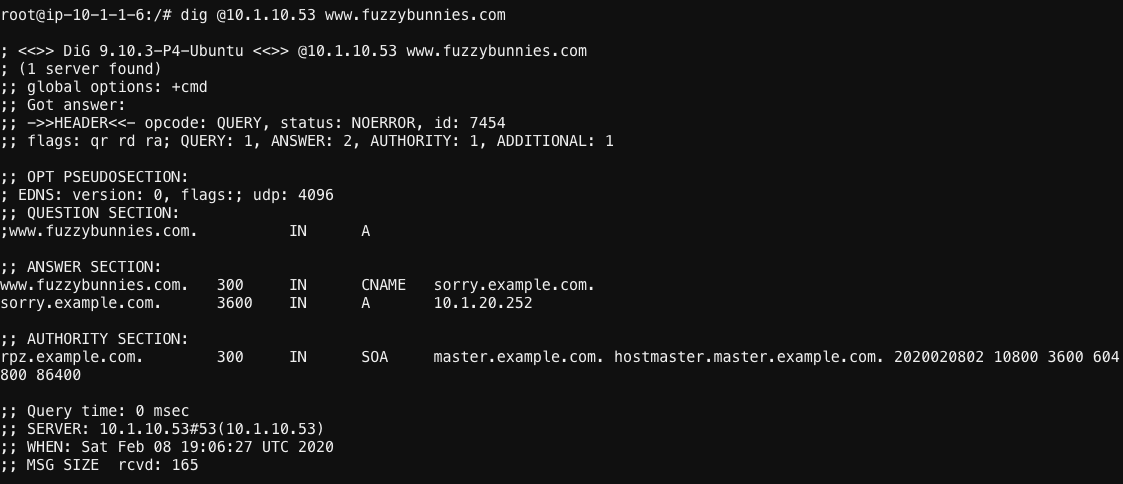 root@ip-10-1-1-6:/# dig @10.1.10.53 www.fuzzybunnies.com

; <<>> DiG 9.10.3-P4-Ubuntu <<>> @10.1.10.53 www.fuzzybunnies.com
; (1 server found)
;; global options: +cmd
;; Got answer:
;; ->>HEADER<<- opcode: QUERY, status: NOERROR, id: 7454
;; flags: qr rd ra; QUERY: 1, ANSWER: 2, AUTHORITY: 1, ADDITIONAL: 1

;; OPT PSEUDOSECTION:
; EDNS: version: 0, flags:; udp: 4096
;; QUESTION SECTION:
;www.fuzzybunnies.com.          IN      A

;; ANSWER SECTION:
www.fuzzybunnies.com.   300     IN      CNAME   sorry.example.com.
sorry.example.com.      3600    IN      A       10.1.20.252

;; AUTHORITY SECTION:
rpz.example.com.        300     IN      SOA     master.example.com. hostmaster.master.example.com. 2020020802 10800 3600 604
800 86400

;; Query time: 0 msec
;; SERVER: 10.1.10.53#53(10.1.10.53)
;; WHEN: Sat Feb 08 19:06:27 UTC 2020
;; MSG SIZE  rcvd: 165